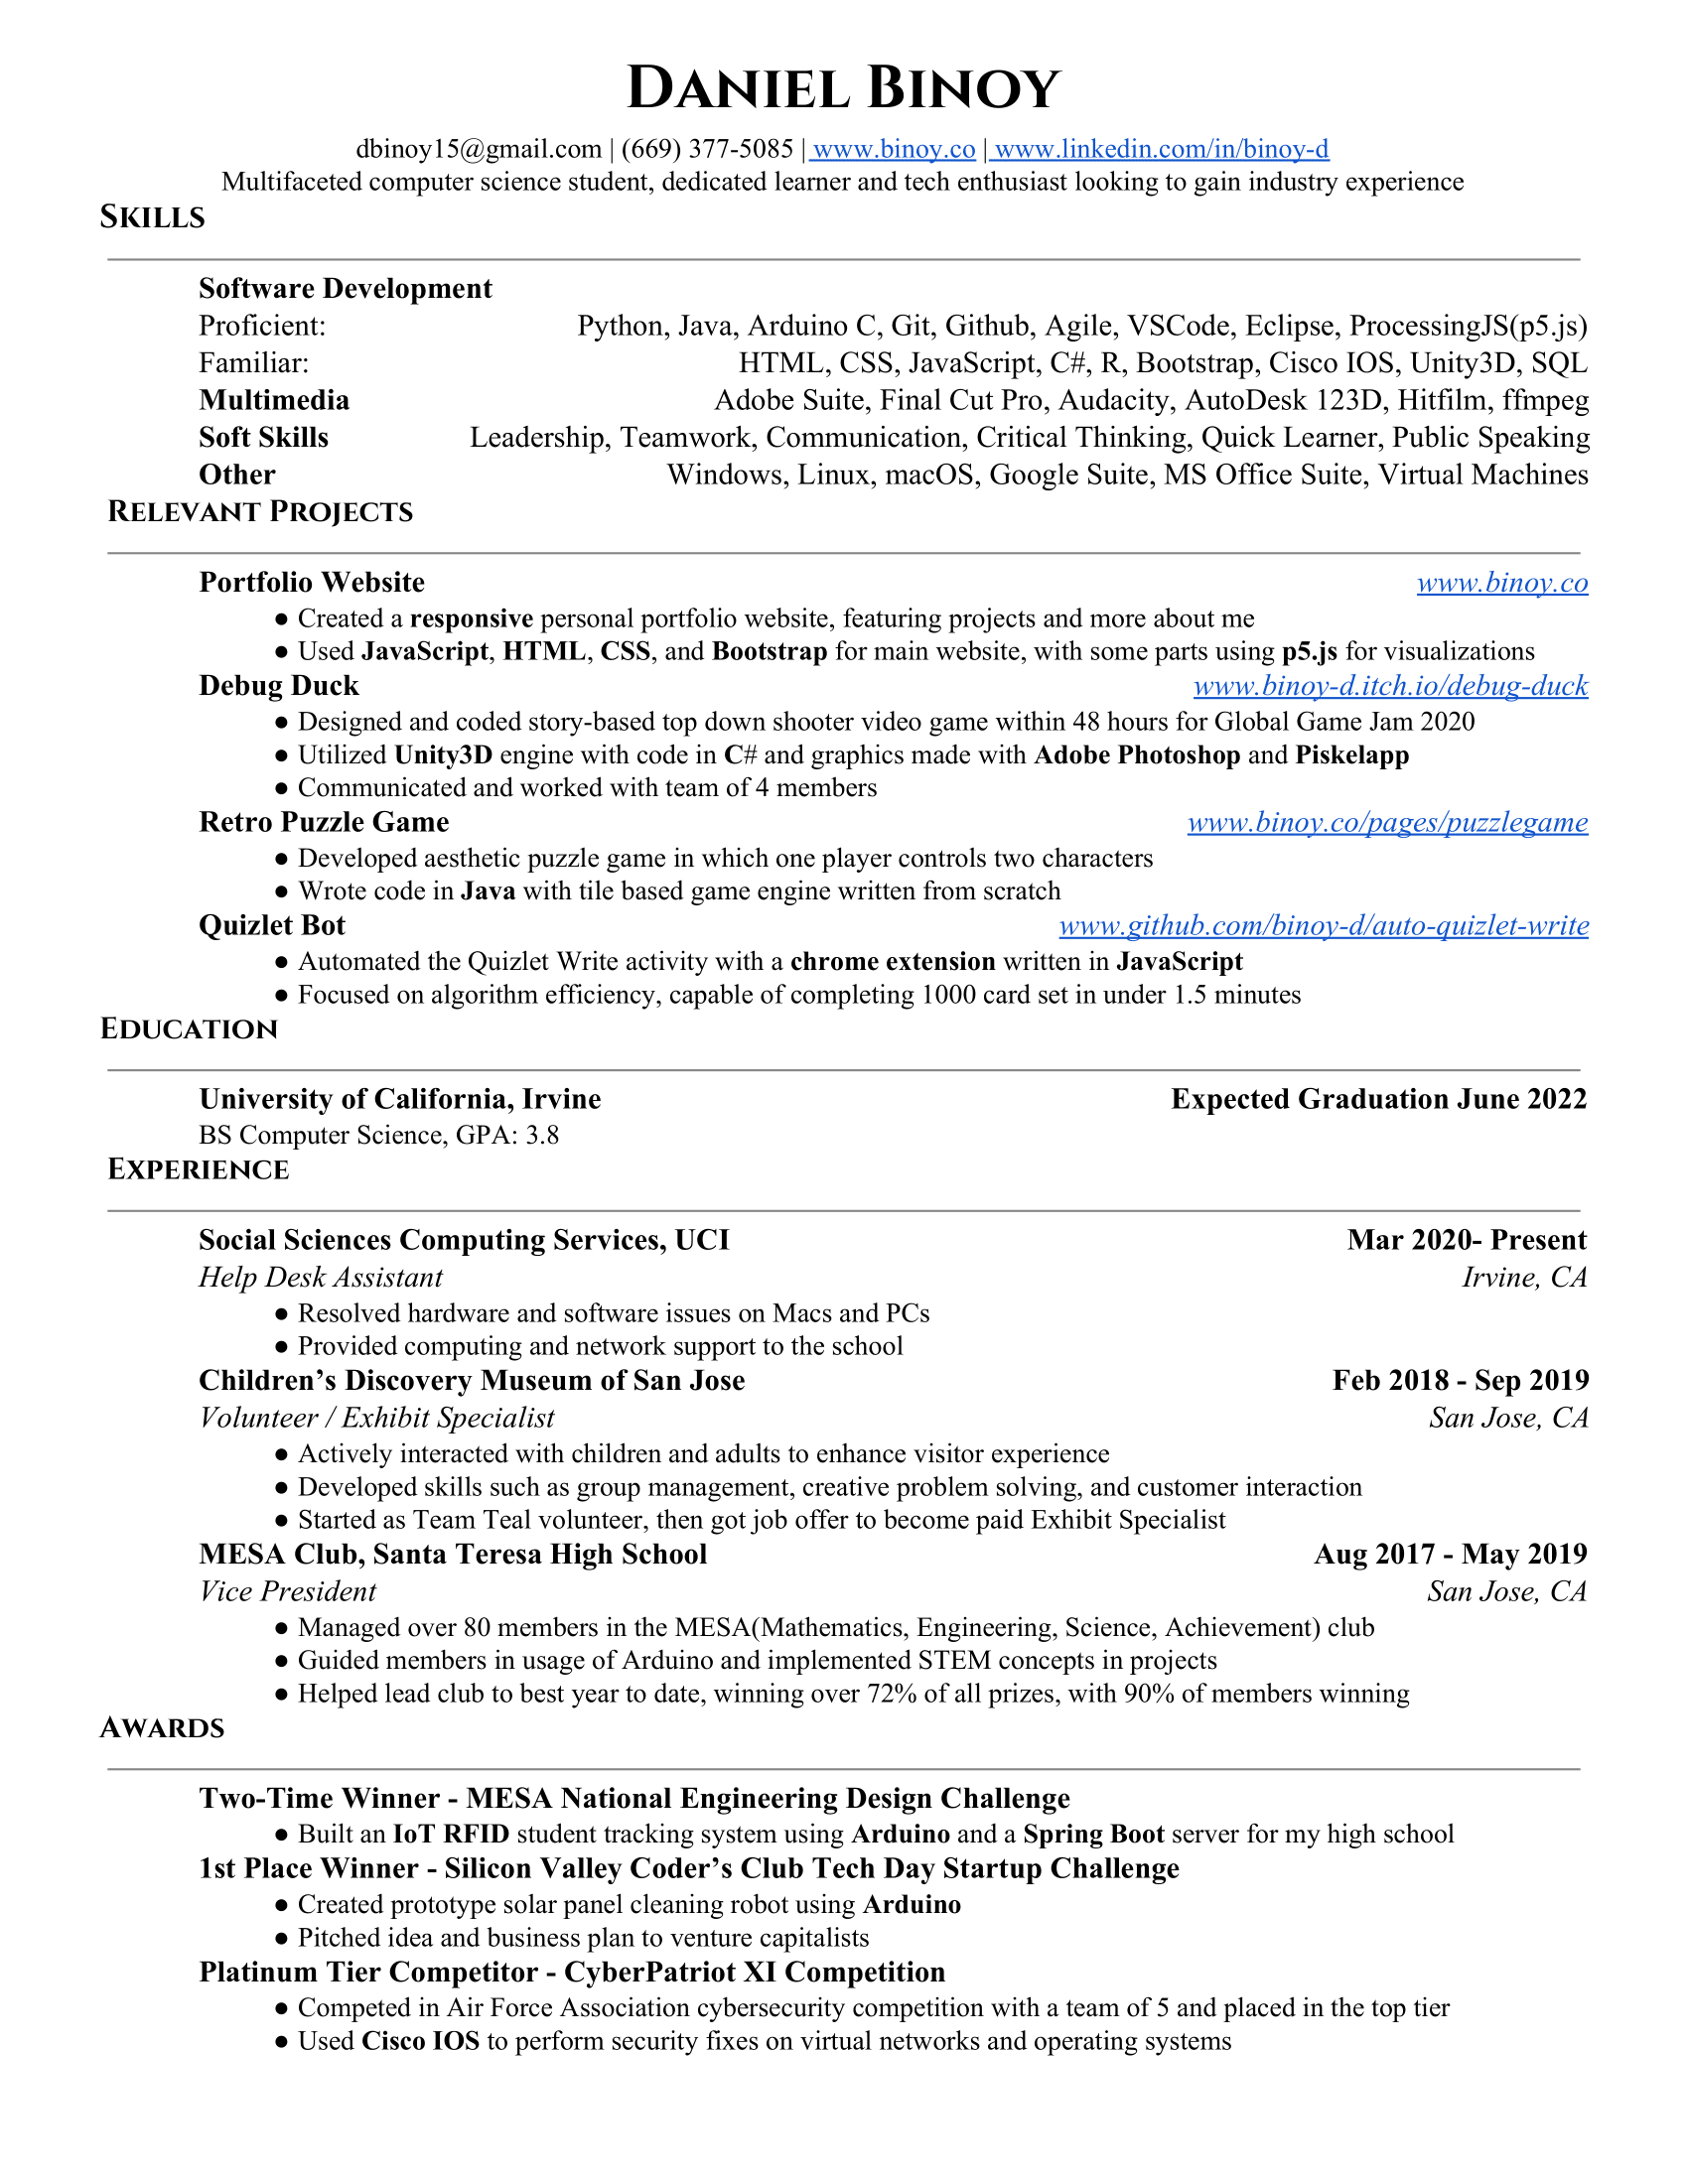 Daniel Binoy
dbinoy15@gmail.com | (669) 377-5085 | www.binoy.co | www.linkedin.com/in/binoy-d
Multifaceted computer science student, dedicated learner and tech enthusiast looking to gain industry experience
Skills
Software Development
Proficient: Python, Java, Arduino C, Git, Github, Agile, VSCode, Eclipse, ProcessingJS(p5.js)
Familiar: HTML, CSS, JavaScript, C#, R, Bootstrap, Cisco IOS, Unity3D, SQL
Multimedia Adobe Suite, Final Cut Pro, Audacity, AutoDesk 123D, Hitfilm, ffmpeg
Soft Skills Leadership, Teamwork, Communication, Critical Thinking, Quick Learner, Public Speaking
Other Windows, Linux, macOS, Google Suite, MS Office Suite, Virtual Machines
Relevant Projects
Portfolio Website www.binoy.co
● Created a responsive personal portfolio website, featuring projects and more about me
● Used JavaScript, HTML, CSS, and Bootstrap for main website, with some parts using p5.js for visualizations
Debug Duck www.binoy-d.itch.io/debug-duck
● Designed and coded story-based top down shooter video game within 48 hours for Global Game Jam 2020
● Utilized Unity3D engine with code in C# and graphics made with Adobe Photoshop and Piskelapp
● Communicated and worked with team of 4 members
Retro Puzzle Game www.binoy.co/pages/puzzlegame
● Developed aesthetic puzzle game in which one player controls two characters
● Wrote code in Java with tile based game engine written from scratch
Quizlet Bot www.github.com/binoy-d/auto-quizlet-write
● Automated the Quizlet Write activity with a chrome extension written in JavaScript
● Focused on algorithm efficiency, capable of completing 1000 card set in under 1.5 minutes
Education
University of California, Irvine Expected Graduation June 2022
BS Computer Science, GPA: 3.8
Experience
Social Sciences Computing Services, UCI Mar 2020- Present
Help Desk Assistant Irvine, CA
● Resolved hardware and software issues on Macs and PCs
● Provided computing and network support to the school
Children’s Discovery Museum of San Jose Feb 2018 - Sep 2019
Volunteer / Exhibit Specialist San Jose, CA
● Actively interacted with children and adults to enhance visitor experience
● Developed skills such as group management, creative problem solving, and customer interaction
● Started as Team Teal volunteer, then got job offer to become paid Exhibit Specialist
MESA Club, Santa Teresa High School Aug 2017 - May 2019
Vice President San Jose, CA
● Managed over 80 members in the MESA(Mathematics, Engineering, Science, Achievement) club
● Guided members in usage of Arduino and implemented STEM concepts in projects
● Helped lead club to best year to date, winning over 72% of all prizes, with 90% of members winning
Awards
Two-Time Winner - MESA National Engineering Design Challenge
● Built an IoT RFID student tracking system using Arduino and a Spring Boot server for my high school
1st Place Winner - Silicon Valley Coder’s Club Tech Day Startup Challenge
● Created prototype solar panel cleaning robot using Arduino
● Pitched idea and business plan to venture capitalists
Platinum Tier Competitor - CyberPatriot XI Competition
● Competed in Air Force Association cybersecurity competition with a team of 5 and placed in the top tier
● Used Cisco IOS to perform security fixes on virtual networks and operating systems